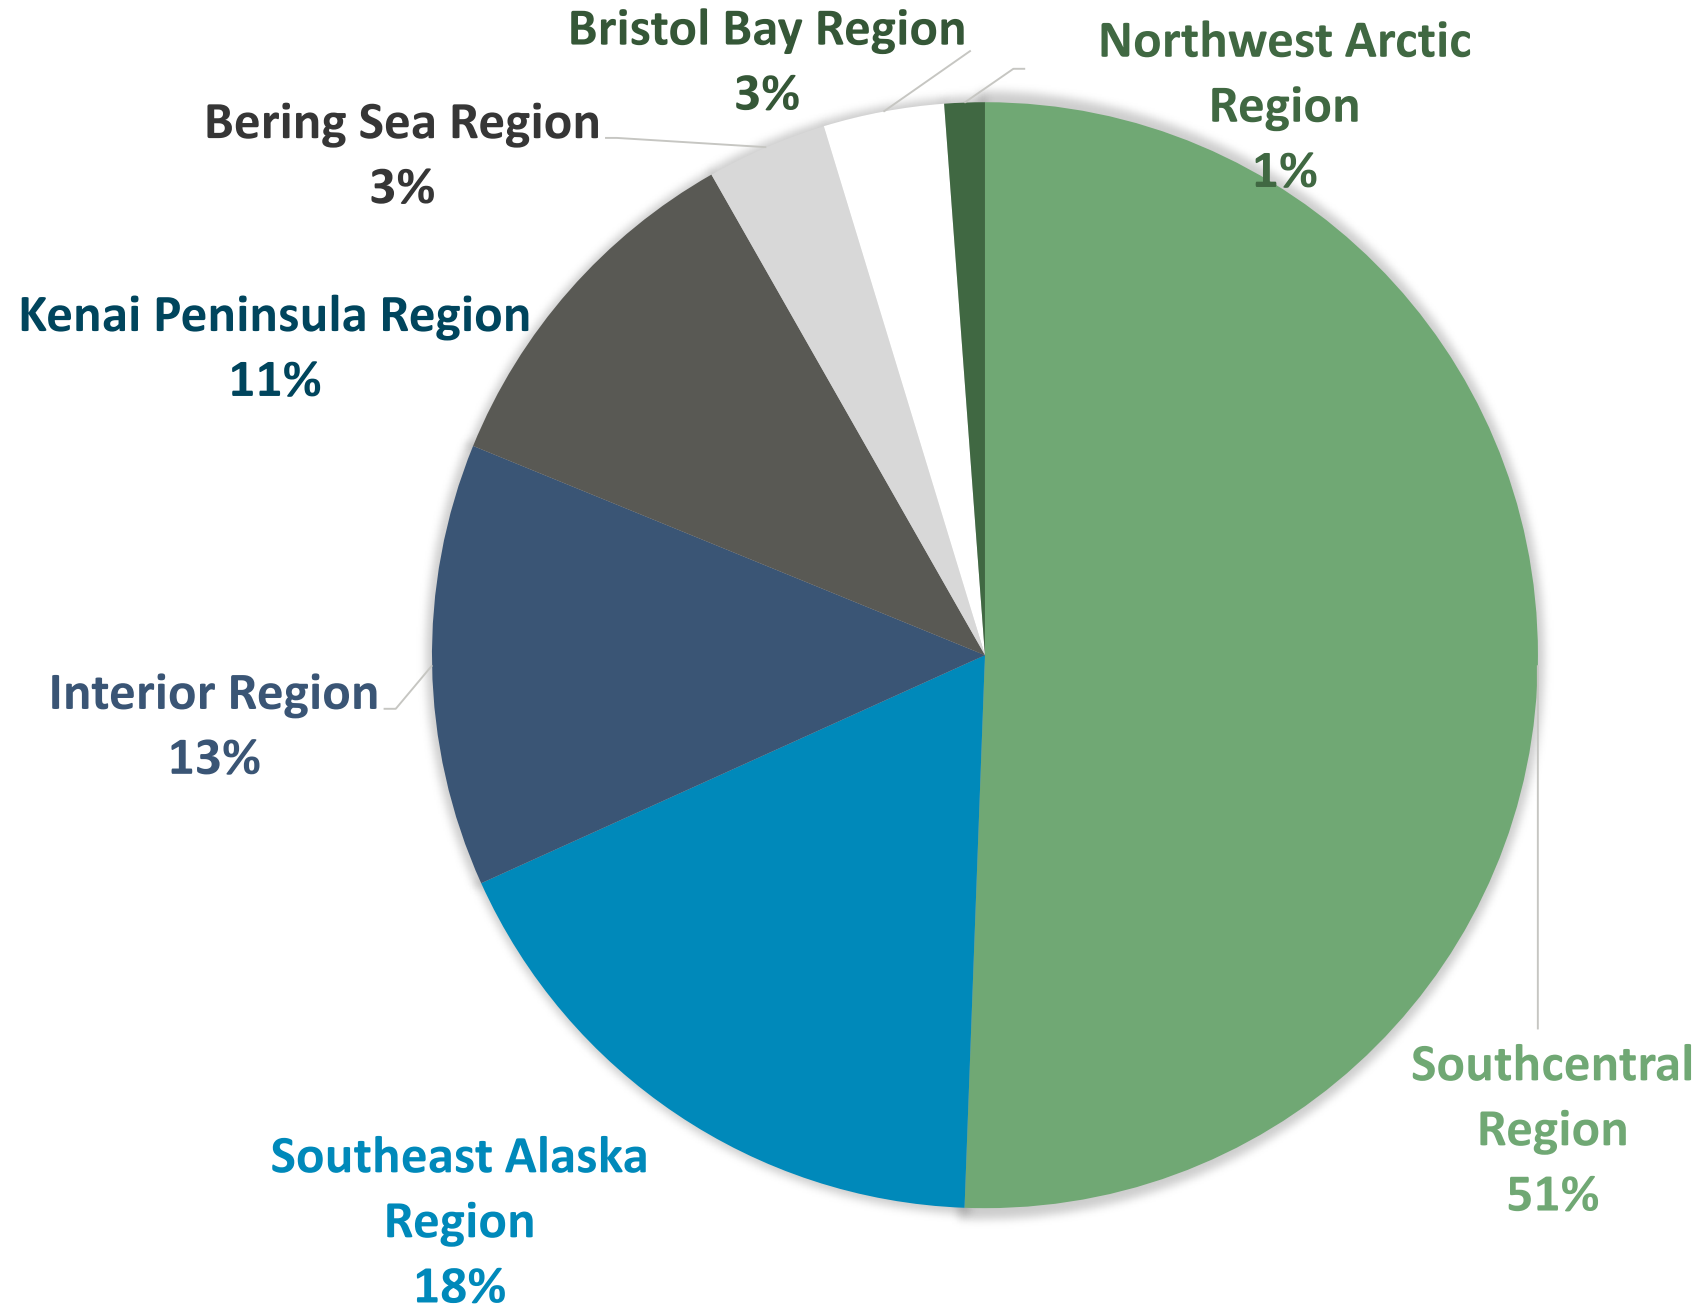 Bristol Bay Region
3%
Northwest Arctic
Region
1%
Bering Sea Region
3%
Kenai Peninsula Region
11%
Interior Region
13%
Southcentral
Region
51%
Southeast Alaska
Region
18%